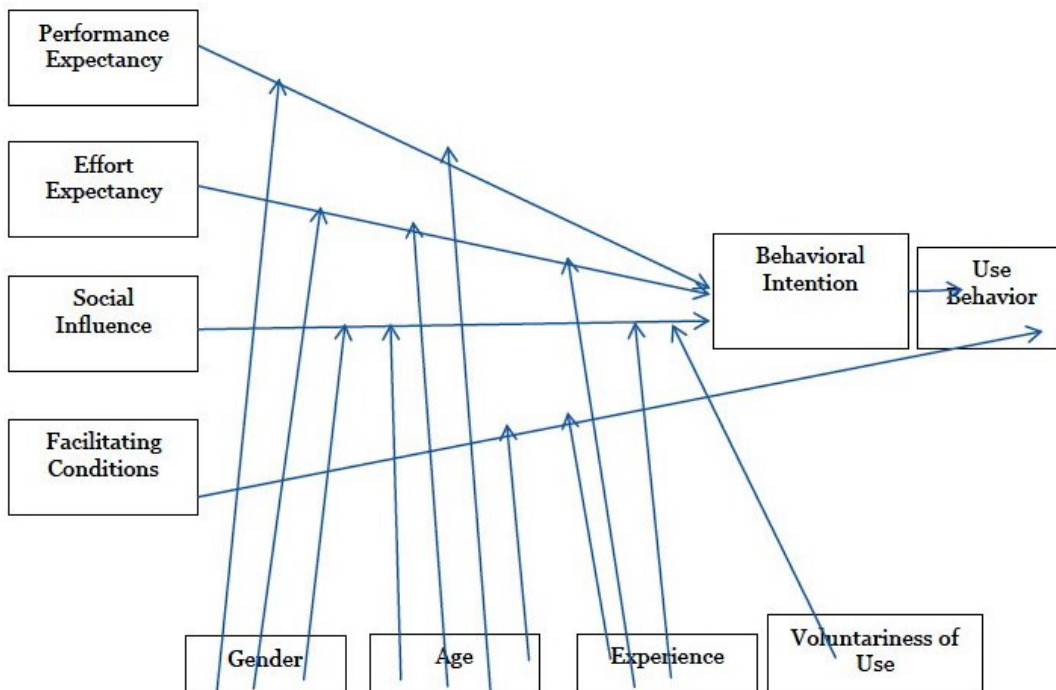 Performance
Expectancy
Effort
Expectancy
Social
Influence
Facilitating
Conditions
Behavioral
Intention
Use
Behavior
Gender
Age
Experience
Voluntariness of
Use